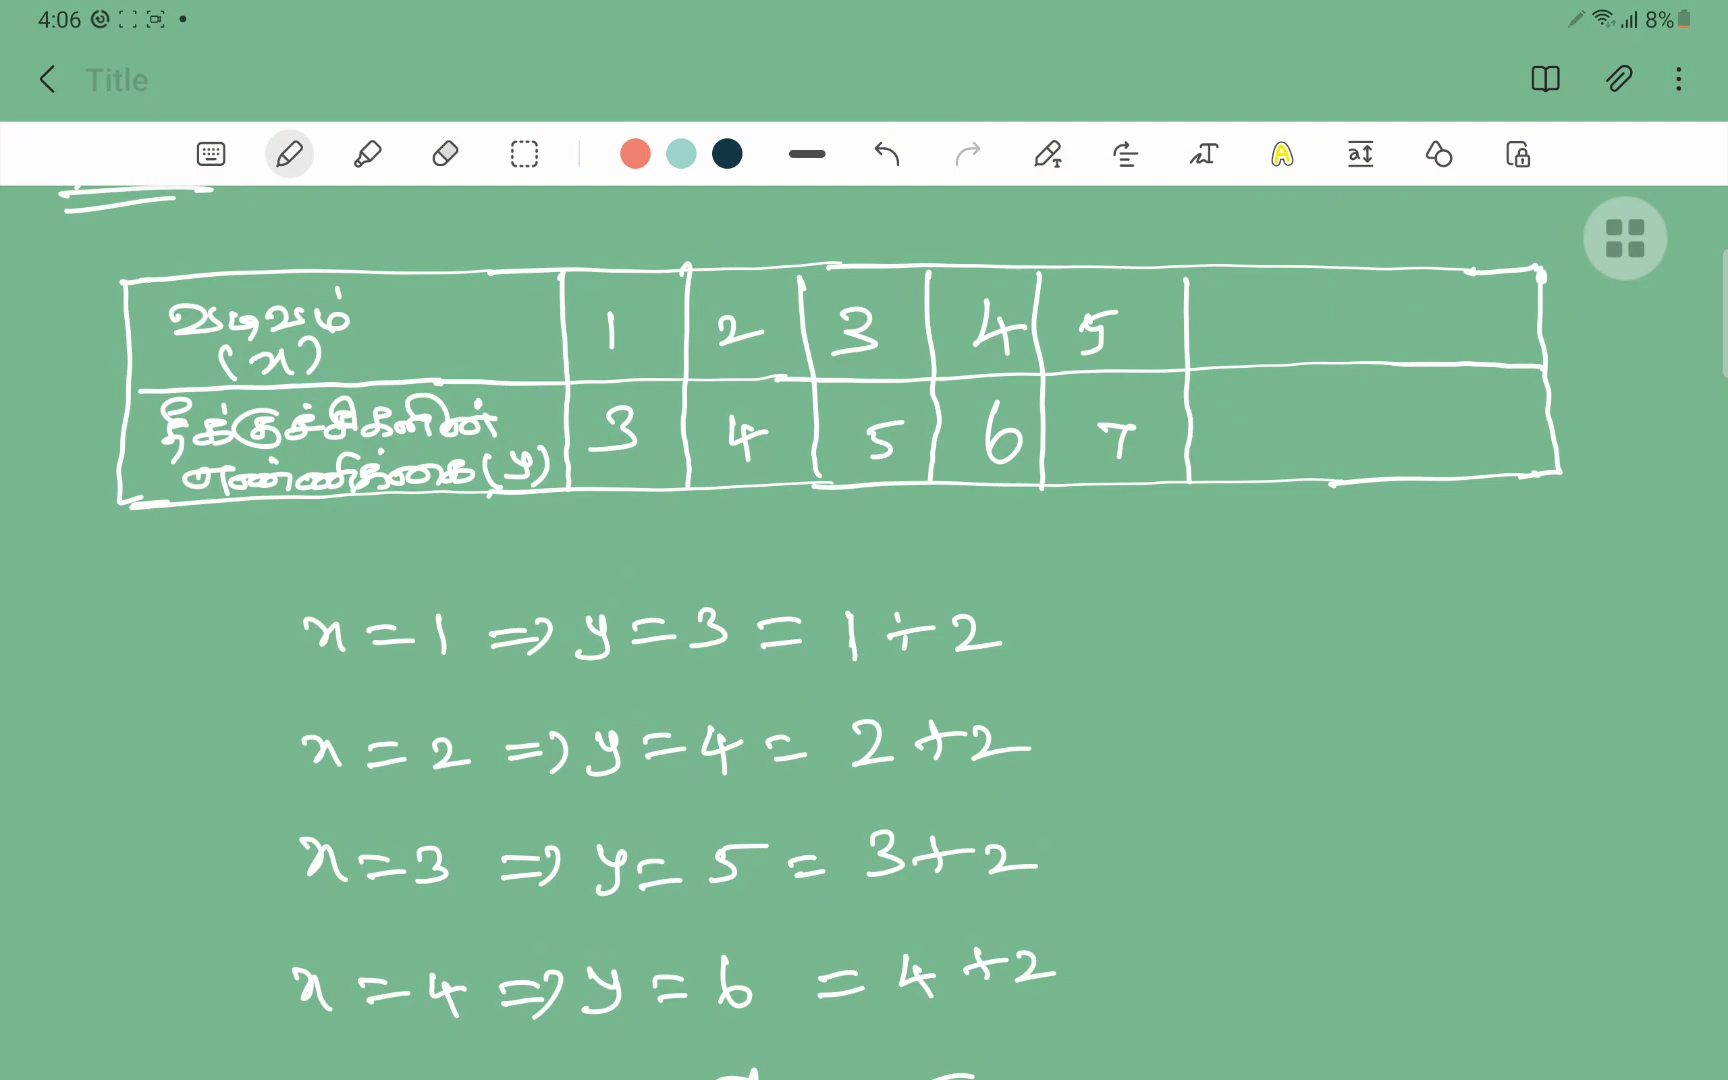 4:06
8%
Title
வடிவம் 1 2 3 4 5
(x)
தீக்குச்சிகளின் 3 4 5 6 7
எண்ணிக்கை (y)
x = 1 => y = 3 = 1 + 2
x = 2 => y = 4 = 2 + 2
x = 3 => y = 5 = 3 + 2
x = 4 => y = 6 = 4 + 2